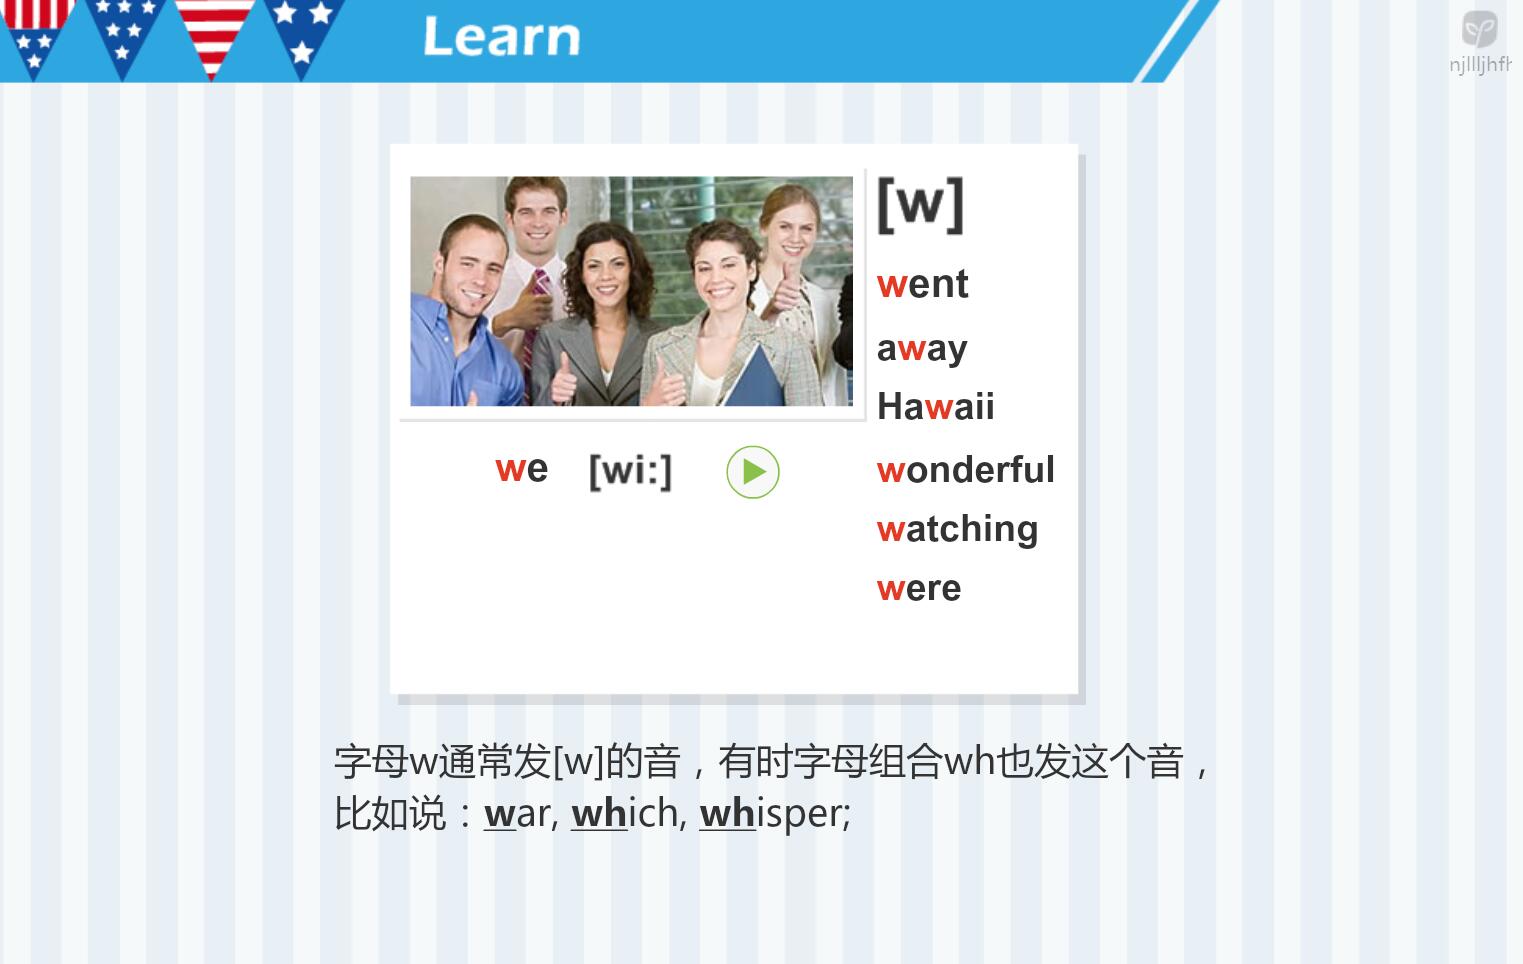 Learn
njllljhfh
[w]
went
away
Hawaii
we [wi:]
wonderful
watching
were
字母w通常发[w]的音，有时字母组合wh也发这个音，
比如说：war, which, whisper;